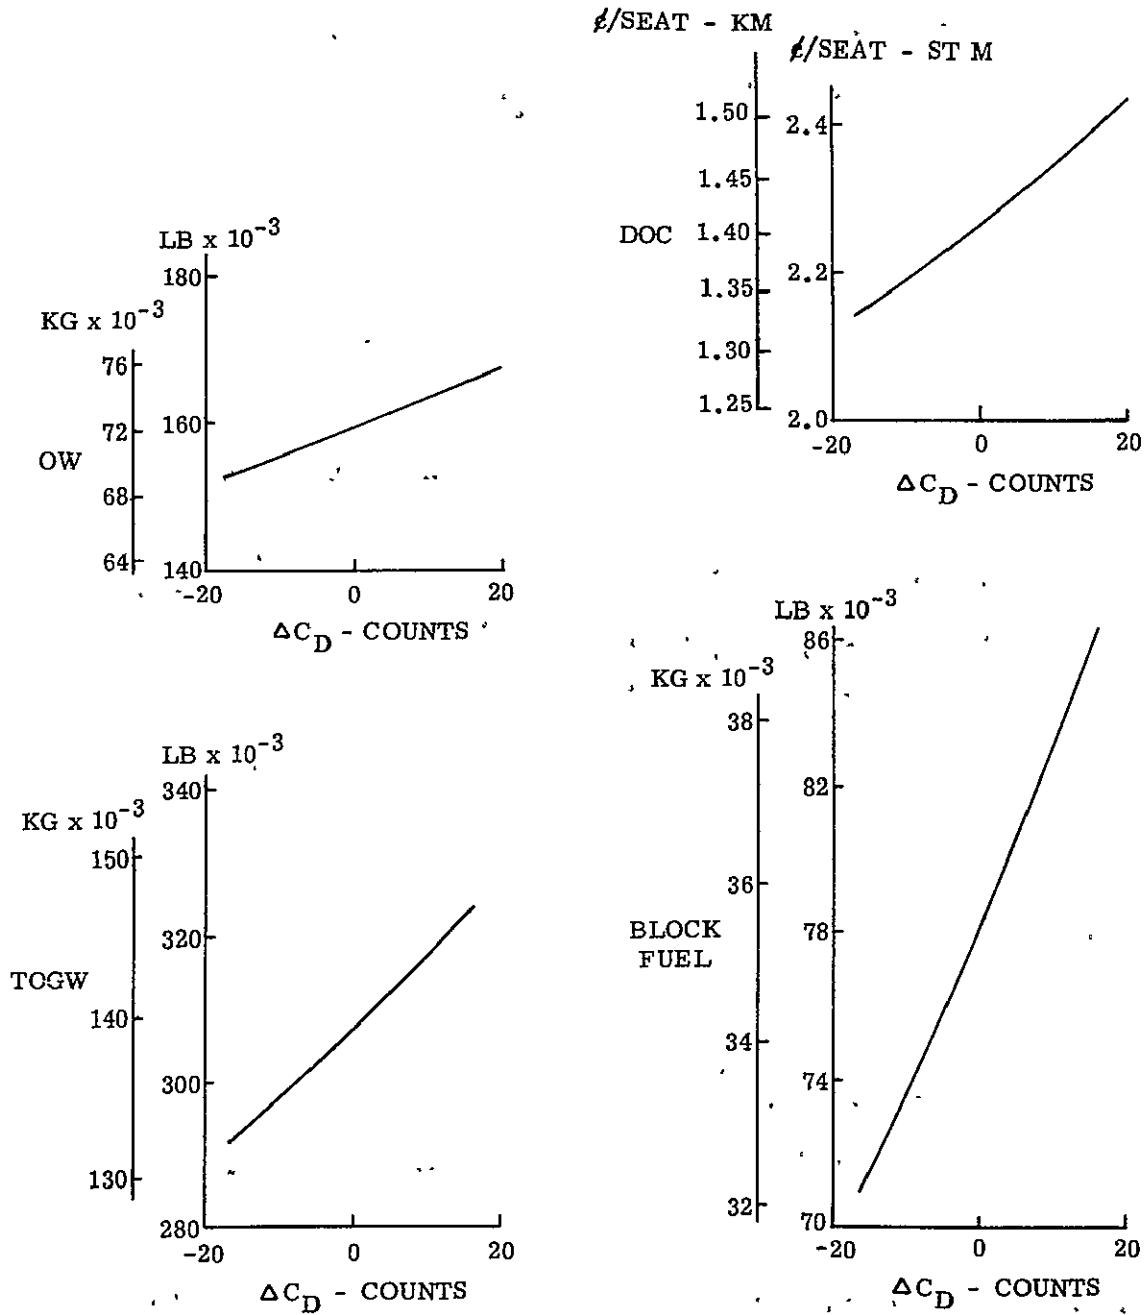 LB x 10⁻³
180
KG x 10⁻³
76
160
72
OW
68
64
140
-20 0 20
ΔC_D - COUNTS
¢/SEAT - KM
¢/SEAT - ST M
1.50
2.4
1.45
DOC 1.40
2.2
1.35
1.30
1.25
2.0
-20 0 20
ΔC_D - COUNTS
LB x 10⁻³
340
KG x 10⁻³
150
320
TOGW
140
300
130
280
-20 0 20
ΔC_D - COUNTS
LB x 10⁻³
86
KG x 10⁻³
38
82
36
BLOCK
FUEL
78
34
74
32
70
-20 0 20
ΔC_D - COUNTS